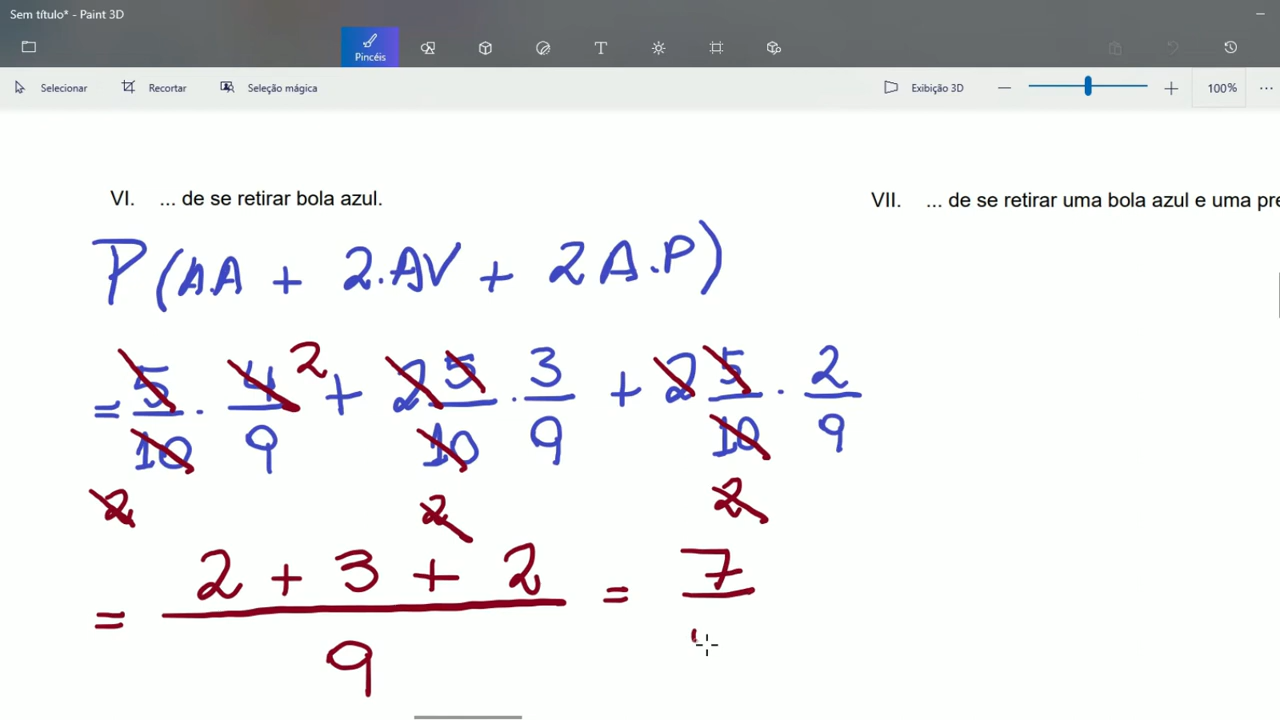 Sem título* - Paint 3D
Pincéis
Selecionar Recortar Seleção mágica Exibição 3D 100%
VI. ... de se retirar bola azul. VII. ... de se retirar uma bola azul e uma pre
P(A.A + 2.AV + 2A.P)
= 5/10 . 4/9 2 + 2 5/10 . 3/9 + 2 5/10 . 2/9
2 2 2
= 2 + 3 + 2 / 9 = 7/